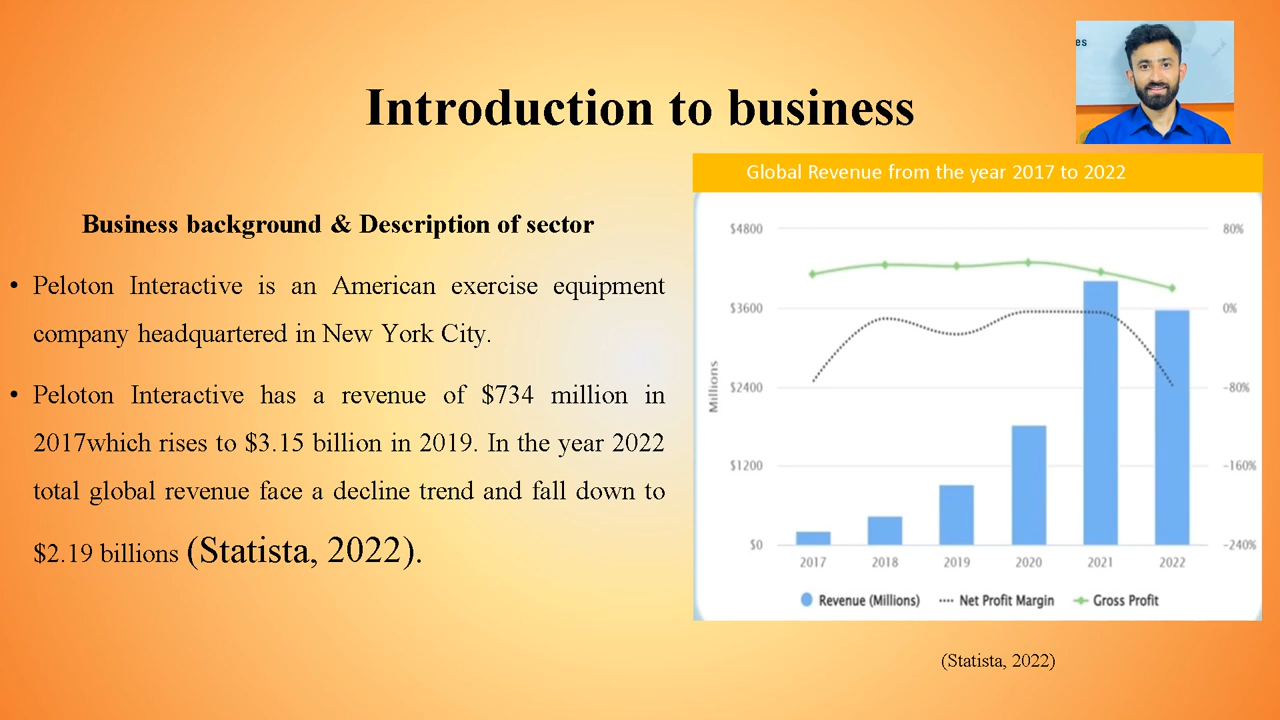 es
Introduction to business
Global Revenue from the year 2017 to 2022
Business background & Description of sector
• Peloton Interactive is an American exercise equipment
company headquartered in New York City.
• Peloton Interactive has a revenue of $734 million in
2017which rises to $3.15 billion in 2019. In the year 2022
total global revenue face a decline trend and fall down to
$2.19 billions (Statista, 2022).
$4800 80%
$3600 0%
$2400 -80%
$1200 -160%
$0 -240%
Millions
2017 2018 2019 2020 2021 2022
Revenue (Millions) Net Profit Margin Gross Profit
(Statista, 2022)